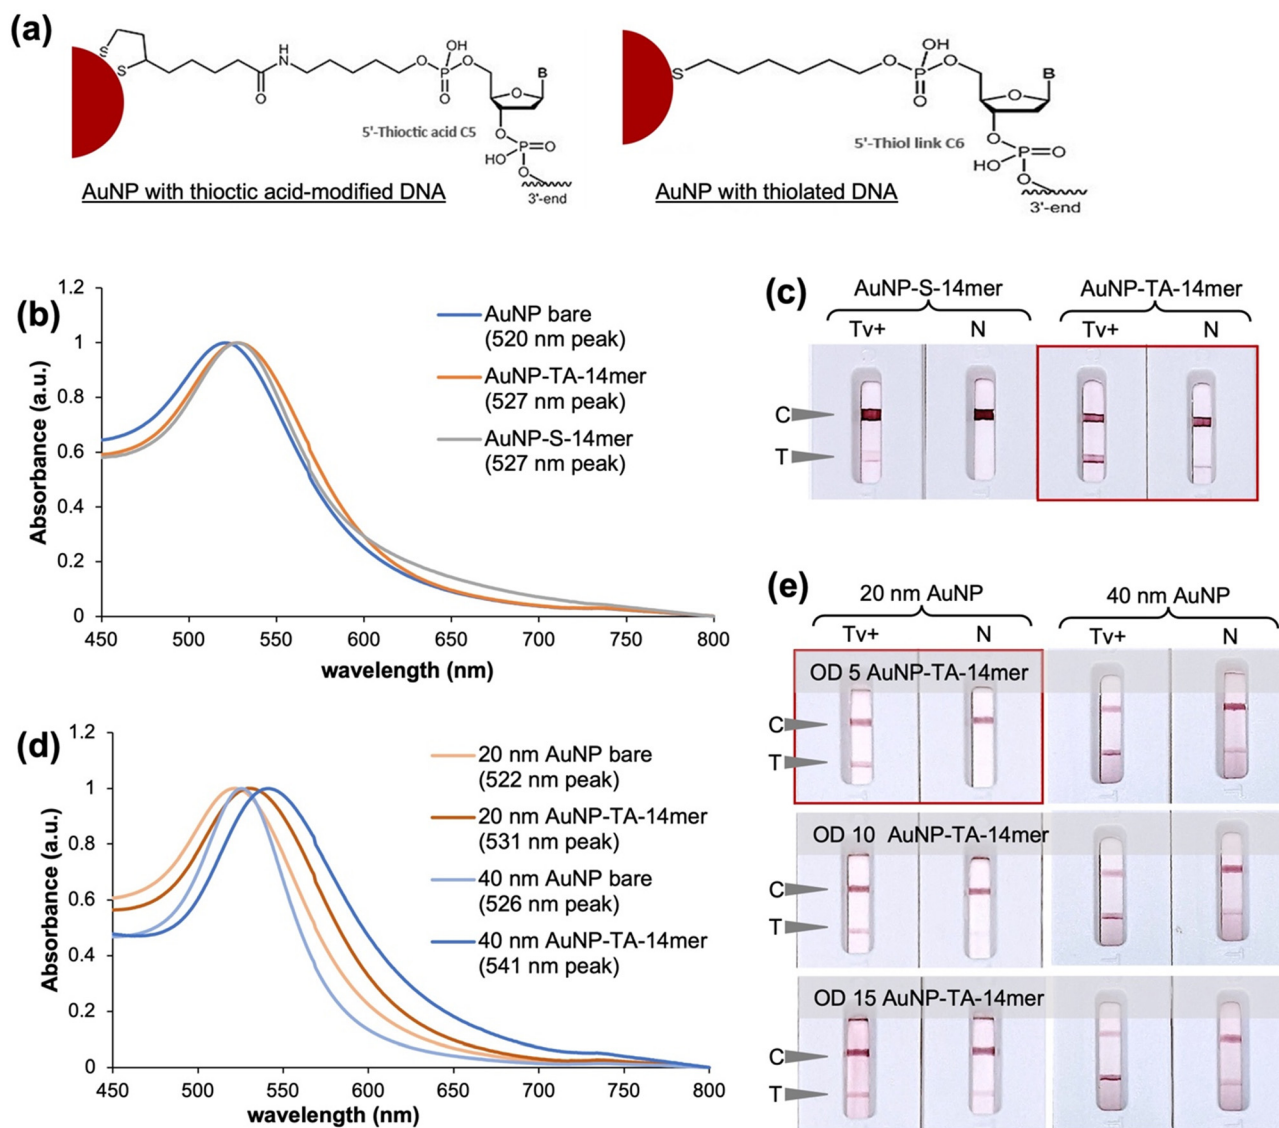 (a)
S
S
O
H
N
O
OH
P
O
O
O
B
O
HO
P
O
O
5'-Thioctic acid C5
3'-end
AuNP with thioctic acid-modified DNA
S
O
OH
P
O
O
O
B
O
HO
P
O
O
5'-Thiol link C6
3'-end
AuNP with thiolated DNA
(b)
Absorbance (a.u.)
1.2
1
0.8
0.6
0.4
0.2
0
450 500 550 600 650 700 750 800
wavelength (nm)
AuNP bare
(520 nm peak)
AuNP-TA-14mer
(527 nm peak)
AuNP-S-14mer
(527 nm peak)
(c)
AuNP-S-14mer AuNP-TA-14mer
Tv+ N Tv+ N
C
T
(d)
Absorbance (a.u.)
1.2
1
0.8
0.6
0.4
0.2
0
450 500 550 600 650 700 750 800
wavelength (nm)
20 nm AuNP bare
(522 nm peak)
20 nm AuNP-TA-14mer
(531 nm peak)
40 nm AuNP bare
(526 nm peak)
40 nm AuNP-TA-14mer
(541 nm peak)
(e)
20 nm AuNP 40 nm AuNP
Tv+ N Tv+ N
OD 5 AuNP-TA-14mer
C
T
OD 10 AuNP-TA-14mer
C
T
OD 15 AuNP-TA-14mer
C
T